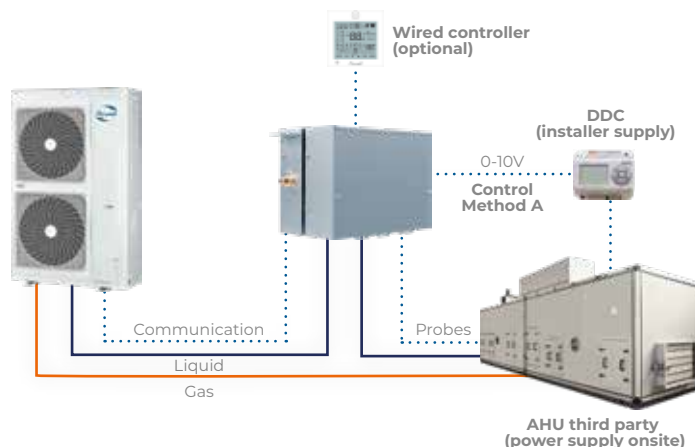 Wired controller
(optional)
DDC
(installer supply)
0-10V
Control
Method A
Communication
Probes
Liquid
Gas
AHU third party
(power supply onsite)